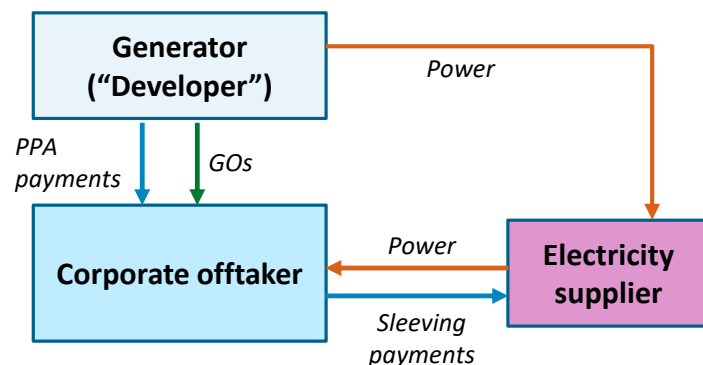 Generator
(“Developer”)
Power
PPA
payments
GOs
Corporate offtaker
Power
Electricity
supplier
Sleeving
payments